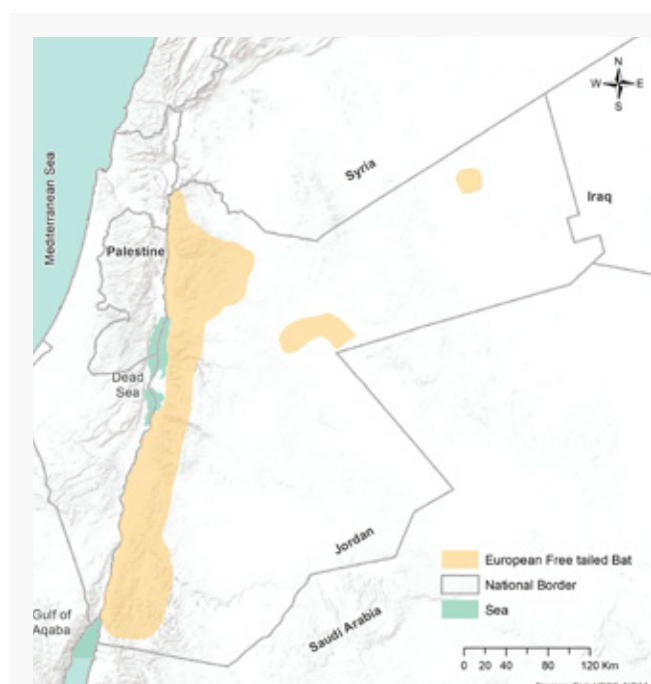 N
W E
S
Mediterranean Sea
Syria
Iraq
Palestine
Dead
Sea
Jordan
Saudi Arabia
Gulf of
Aqaba
European Free tailed Bat
National Border
Sea
0 20 40 80 120 Km